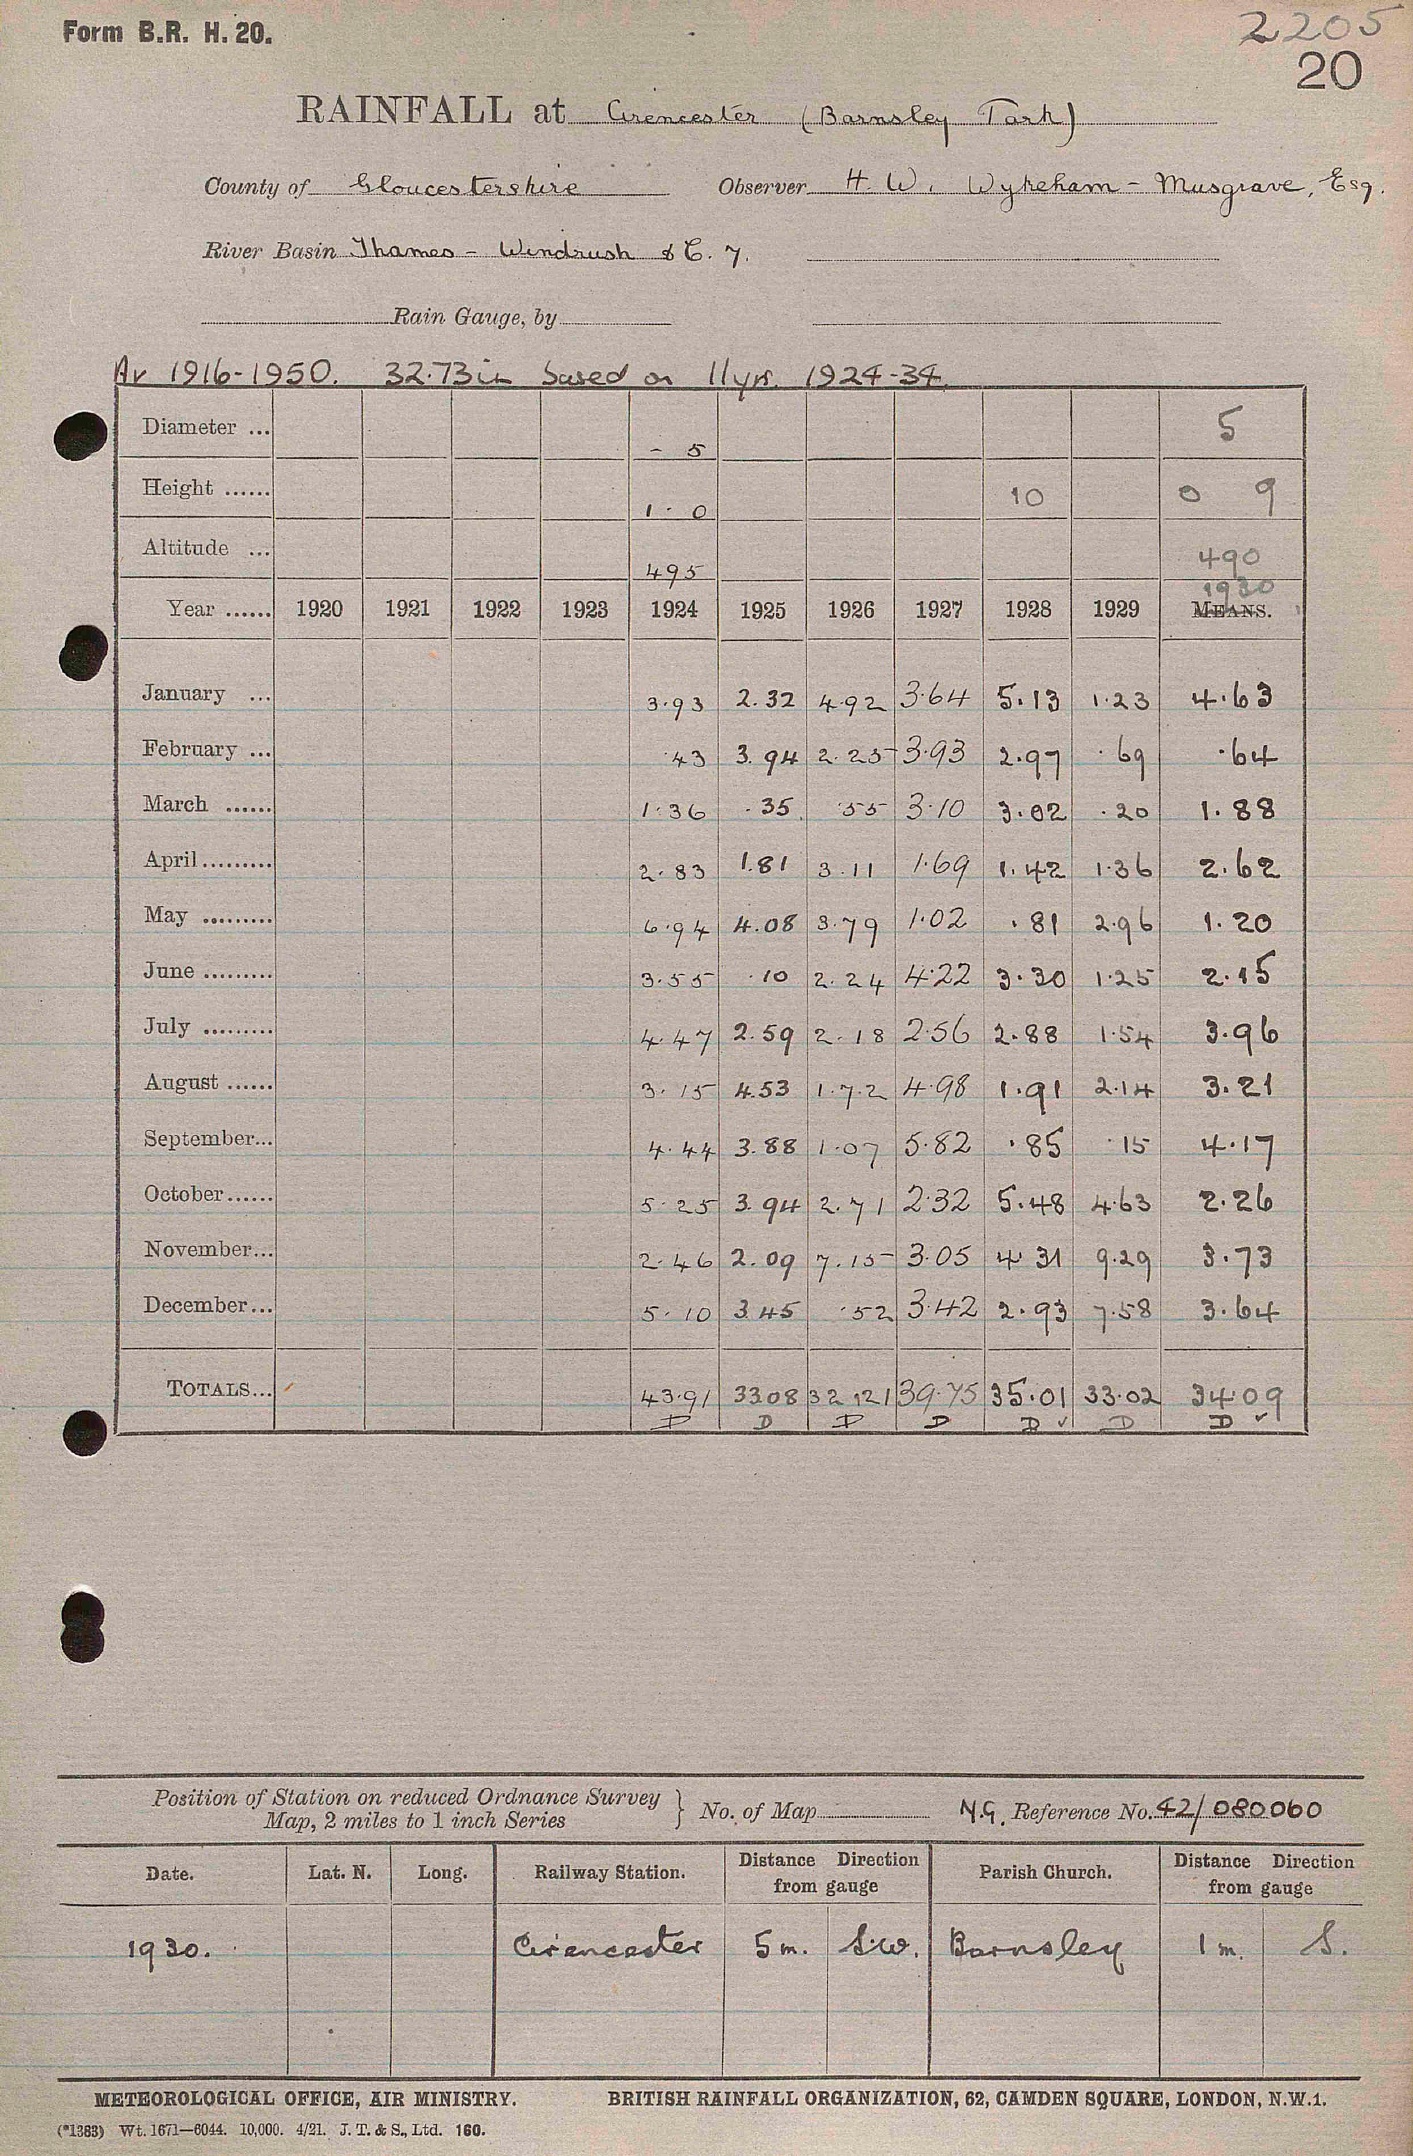 Form B.R. H. 20.
2205
20
RAINFALL at Cirencester (Barnsley Park)
County of Gloucestershire Observer H. W. Wykeham-Musgrave, Esq.
River Basin Thames - Windrush &C. 7.
Rain Gauge, by
Av 1916-1950. 32.73in based on 11yrs. 1924-34.
Diameter ... - 5 5
Height ...... 1 - 0 10 0 9
Altitude ... 495 490
1930
Year ...... 1920 1921 1922 1923 1924 1925 1926 1927 1928 1929 MEANS.
January ... 3.93 2.32 4.92 3.64 5.13 1.23 4.63
February ... .43 3.94 2.25 3.93 2.97 .69 .64
March ...... 1.36 .35 .55 3.10 3.02 .20 1.88
April ......... 2.83 1.81 3.11 1.69 1.42 1.36 2.62
May ......... 6.94 4.08 3.79 1.02 .81 2.96 1.20
June ......... 3.55 .10 2.24 4.22 3.30 1.25 2.15
July ......... 4.47 2.59 2.18 2.56 2.88 1.54 3.96
August ...... 3.15 4.53 1.72 4.98 1.91 2.14 3.21
September... 4.44 3.88 1.07 5.82 .85 .15 4.17
October...... 5.25 3.94 2.71 2.32 5.48 4.63 2.26
November... 2.46 2.09 7.15 3.05 4 31 9.29 3.73
December... 5.10 3.45 .52 3.42 2.93 7.58 3.64
TOTALS... 43.91 33.08 32.21 39.75 35.01 33.02 34.09
D D D D D ✓ D D ✓
Position of Station on reduced Ordnance Survey
Map, 2 miles to 1 inch Series } No. of Map N.G. Reference No. 42/080060
Date. Lat. N. Long. Railway Station. Distance Direction from gauge Parish Church. Distance Direction from gauge
1930. Cirencester 5 m. S.W. Barnsley 1 m. S.
METEOROLOGICAL OFFICE, AIR MINISTRY. BRITISH RAINFALL ORGANIZATION, 62, CAMDEN SQUARE, LONDON, N.W.1.
(*1383) Wt. 1671—6044. 10,000. 4/21. J. T. & S., Ltd. 160.